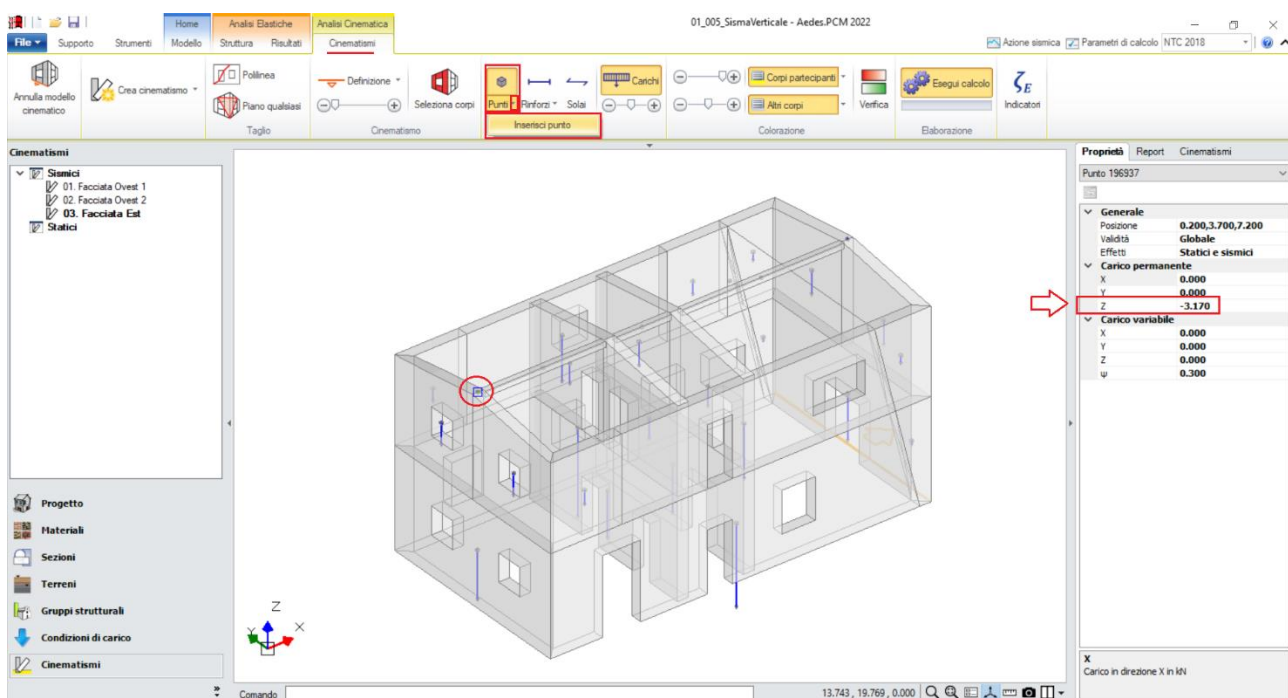 01_005_SismaVerticale - Aedes.PCM 2022
Home
Analisi Elastiche
Analisi Cinematica
File
Supporto
Strumenti
Modello
Struttura
Risultati
Cinematismi
Azione sismica
Parametri di calcolo
NTC 2018
Annulla modello
cinematico
Crea cinematismo
Polilinea
Piano qualsiasi
Taglio
Definizione
Cinematismo
Seleziona corpi
Punti
Rinforzi
Solai
Carichi
Inserisci punto
Corpi partecipanti
Altri corpi
Colorazione
Verifica
Esegui calcolo
Elaborazione
ζE
Indicatori
Cinematismi
Sismici
01. Facciata Ovest 1
02. Facciata Ovest 2
03. Facciata Est
Statici
Progetto
Materiali
Sezioni
Terreni
Gruppi strutturali
Condizioni di carico
Cinematismi
Z
Y
X
Comando
13.743 , 19.769 , 0.000
Proprietà Report Cinematismi
Punto 196937
Generale
Posizione 0.200,3.700,7.200
Validità Globale
Effetti Statici e sismici
Carico permanente
X 0.000
Y 0.000
Z -3.170
Carico variabile
X 0.000
Y 0.000
Z 0.000
ψ 0.300
X
Carico in direzione X in kN